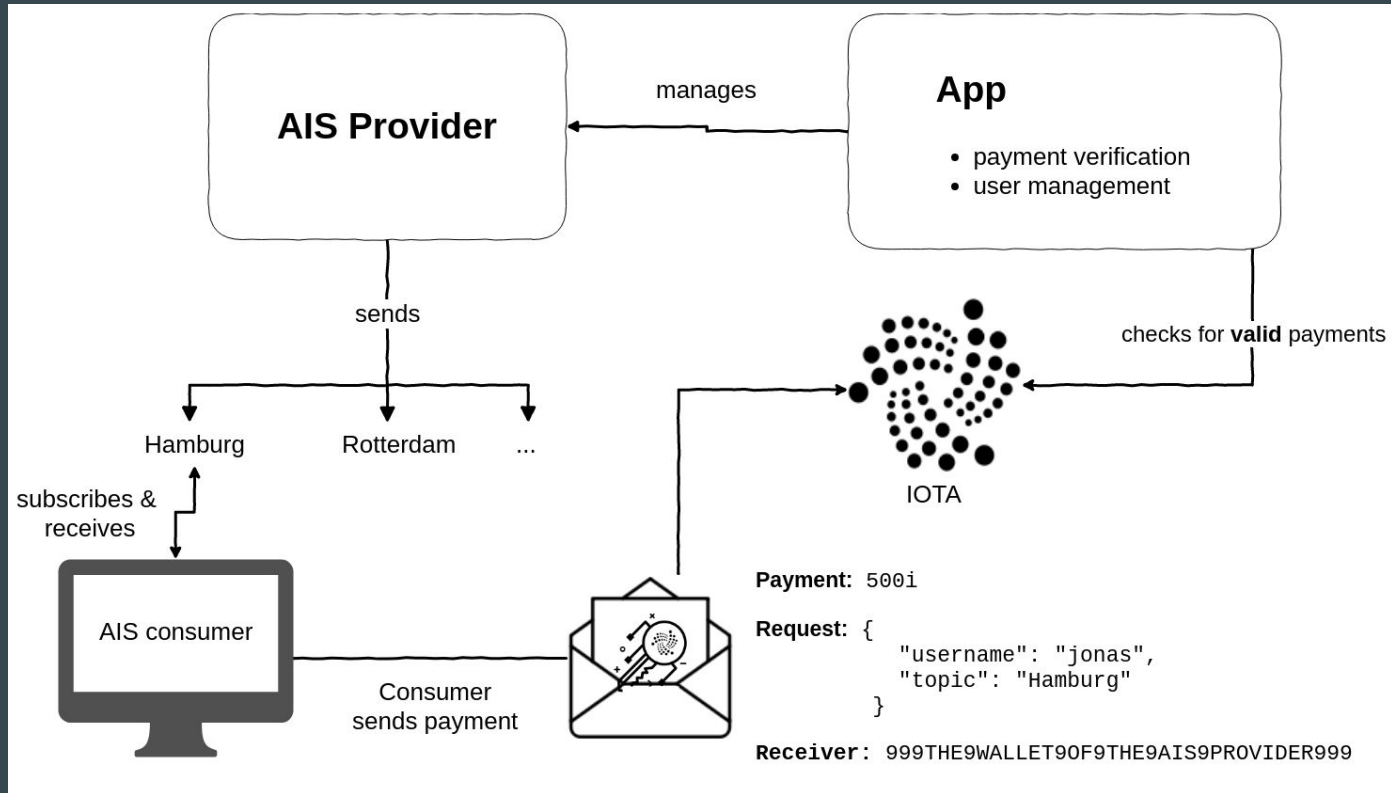 AIS Provider
manages
App
• payment verification
• user management
sends
checks for valid payments
Hamburg
Rotterdam
...
subscribes &
receives
IOTA
AIS consumer
Consumer
sends payment
Payment: 500i
Request: {
"username": "jonas",
"topic": "Hamburg"
}
Receiver: 999THE9WALLET9OF9THE9AIS9PROVIDER999